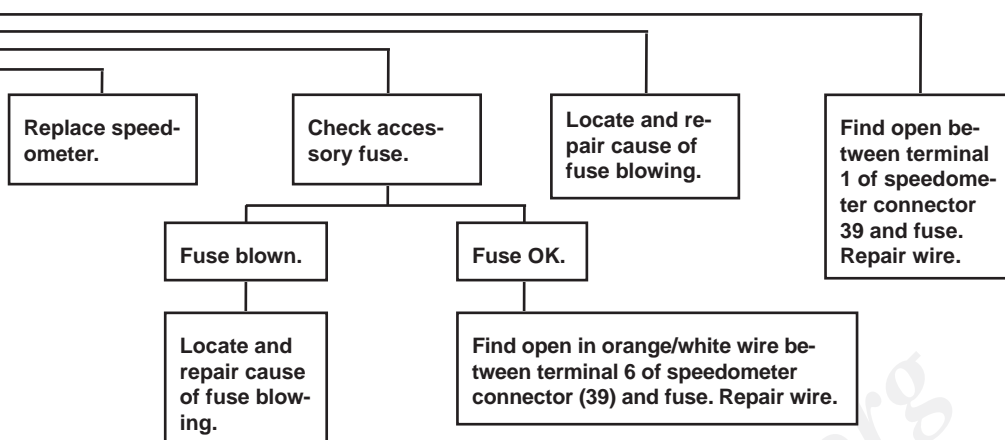 Replace speed-
ometer.
Check acces-
sory fuse.
Locate and re-
pair cause of
fuse blowing.
Find open be-
tween terminal
1 of speedome-
ter connector
39 and fuse.
Repair wire.
Fuse blown.
Fuse OK.
Locate and
repair cause
of fuse blow-
ing.
Find open in orange/white wire be-
tween terminal 6 of speedometer
connector (39) and fuse. Repair wire.